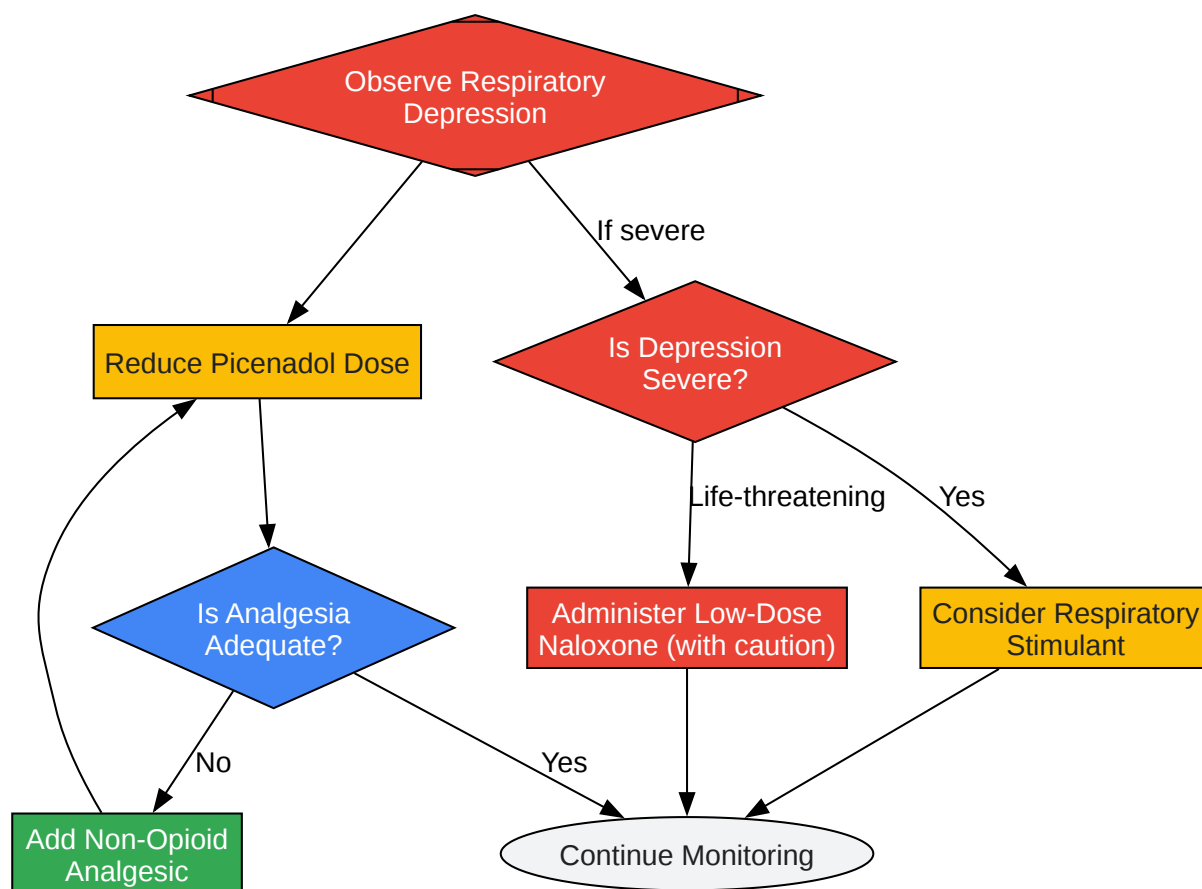 Observe Respiratory
Depression
If severe
Reduce Picenadol Dose
Is Depression
Severe?
Life-threatening
Yes
Is Analgesia
Adequate?
Administer Low-Dose
Naloxone (with caution)
Consider Respiratory
Stimulant
No
Yes
Add Non-Opioid
Analgesic
Continue Monitoring